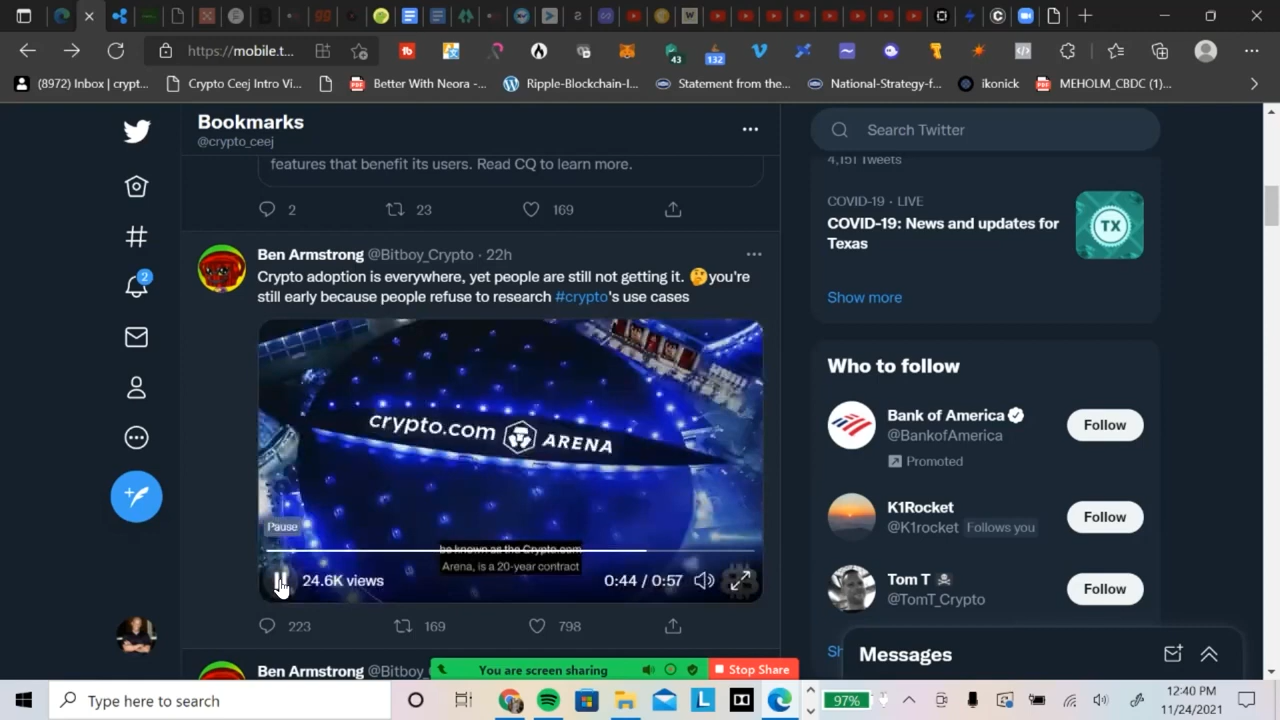 https://mobile.t...
43
132
(8972) Inbox | crypt...
Crypto Ceej Intro Vi...
Better With Neora -...
Ripple-Blockchain-I...
Statement from the...
National-Strategy-f...
ikonick
MEHOLM_CBDC (1)...
Bookmarks
@crypto_ceej
features that benefit its users. Read CQ to learn more.
2
23
169
Ben Armstrong @Bitboy_Crypto · 22h
Crypto adoption is everywhere, yet people are still not getting it. 🤔you're
still early because people refuse to research #crypto's use cases
crypto.com ARENA
Pause
be known as the Crypto.com
Arena, is a 20-year contract
24.6K views
0:44 / 0:57
223
169
798
Ben Armstrong @Bitboy_
Search Twitter
4,151 Tweets
COVID-19 · LIVE
COVID-19: News and updates for
Texas
TX
Show more
Who to follow
Bank of America
@BankofAmerica
Promoted
Follow
K1Rocket
@K1rocket Follows you
Follow
Tom T ☠
@TomT_Crypto
Follow
Sh
Messages
2
You are screen sharing
Stop Share
Type here to search
97%
12:40 PM
11/24/2021